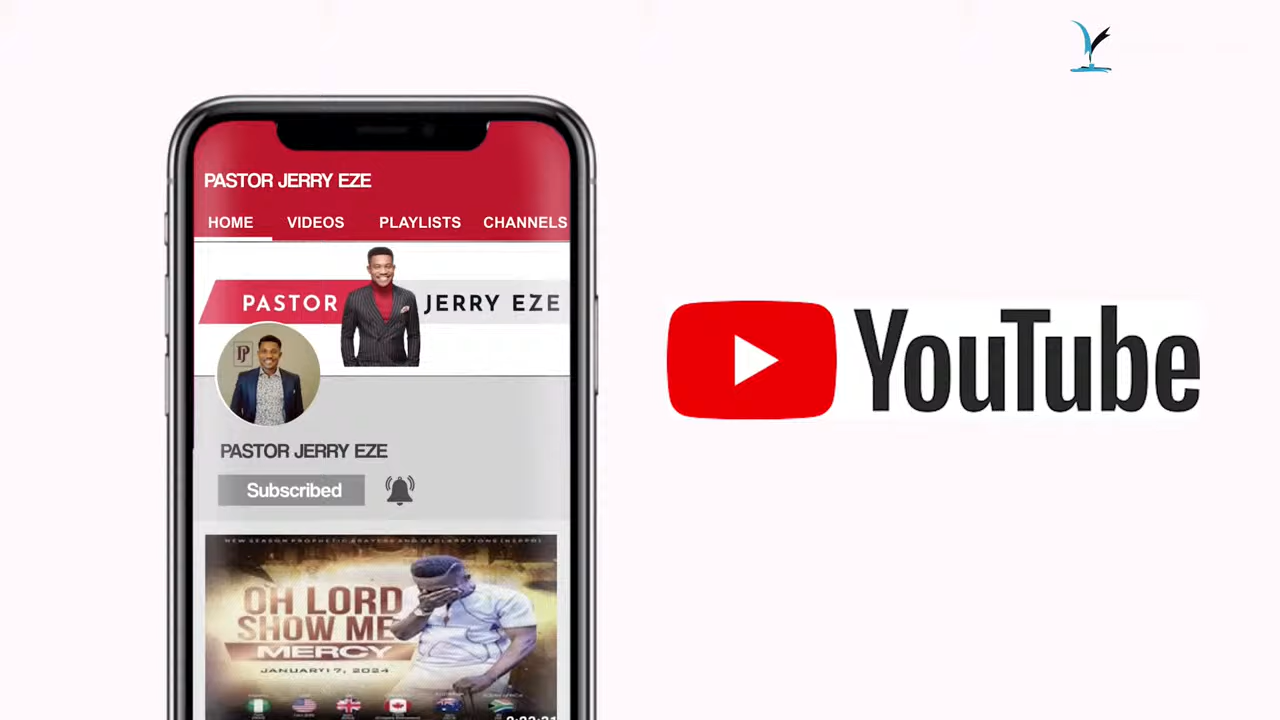 PASTOR JERRY EZE
HOME VIDEOS PLAYLISTS CHANNELS
PASTOR JERRY EZE
PASTOR JERRY EZE
Subscribed
YouTube
NEW SEASON PROPHETIC PRAYERS AND DECLARATIONS [NSPPD]
OH LORD
SHOW ME
MERCY
JANUARY 7, 2024